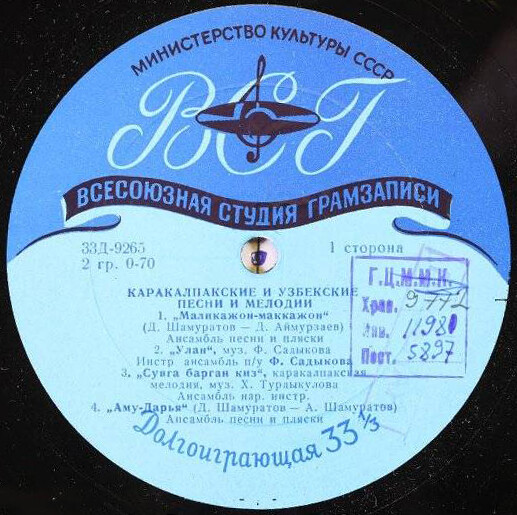 МИНИСТЕРСТВО КУЛЬТУРЫ СССР
ВСГ
ВСЕСОЮЗНАЯ СТУДИЯ ГРАМЗАПИСИ
33Д-9265
2 гр. 0-70
1 сторона
КАРАКАЛПАКСКИЕ И УЗБЕКСКИЕ
ПЕСНИ И МЕЛОДИИ
1. „Маликажон-маккажон"
(Д. Шамуратов — Д. Аймурзаев)
Ансамбль песни и пляски
2. „Улан", муз. Ф. Садыкова
Инстр ансамбль п/у Ф. Садыкова
3. „Сувга барган киз", каракалпакская
мелодия, муз. Х. Турдыкулова
Ансамбль нар. инстр.
4. „Аму-Дарья" (Д. Шамуратов — А. Шамуратов)
Ансамбль песни и пляски
Долгоиграющая 33 1/3
Г.Ц.М.М.К.
Хран. 9772
Инв. 11981
Пост. 5897